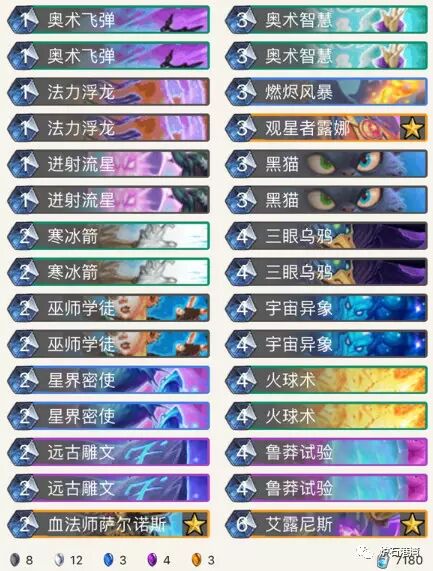 1 奥术飞弹
1 奥术飞弹
1 法力浮龙
1 法力浮龙
1 迸射流星
1 迸射流星
2 寒冰箭
2 寒冰箭
2 巫师学徒
2 巫师学徒
2 星界密使
2 星界密使
2 远古雕文
2 远古雕文
2 血法师萨尔诺斯
3 奥术智慧
3 奥术智慧
3 燃烬风暴
3 观星者露娜
3 黑猫
3 黑猫
4 三眼乌鸦
4 三眼乌鸦
4 宇宙异象
4 宇宙异象
4 火球术
4 火球术
4 鲁莽试验
4 鲁莽试验
6 艾露尼斯
8 12 3 4 3 7180